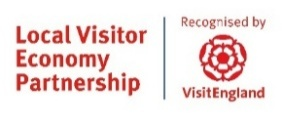 Local Visitor
Economy
Partnership
Recognised by
VisitEngland